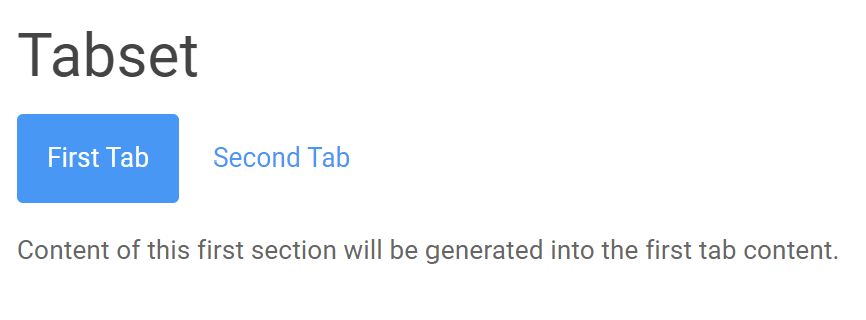 Tabset
First Tab
Second Tab
Content of this first section will be generated into the first tab content.